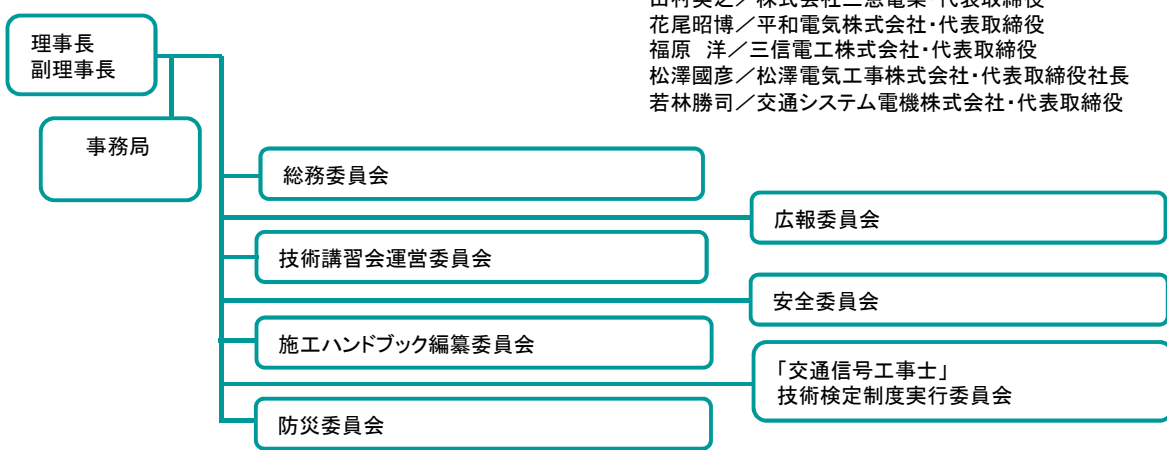 花尾昭博／平和電気株式会社・代表取締役
福原 洋／三信電工株式会社・代表取締役
松澤國彦／松澤電気工事株式会社・代表取締役社長
若林勝司／交通システム電機株式会社・代表取締役
理事長
副理事長
事務局
総務委員会
広報委員会
技術講習会運営委員会
安全委員会
施工ハンドブック編纂委員会
「交通信号工事士」
技術検定制度実行委員会
防災委員会